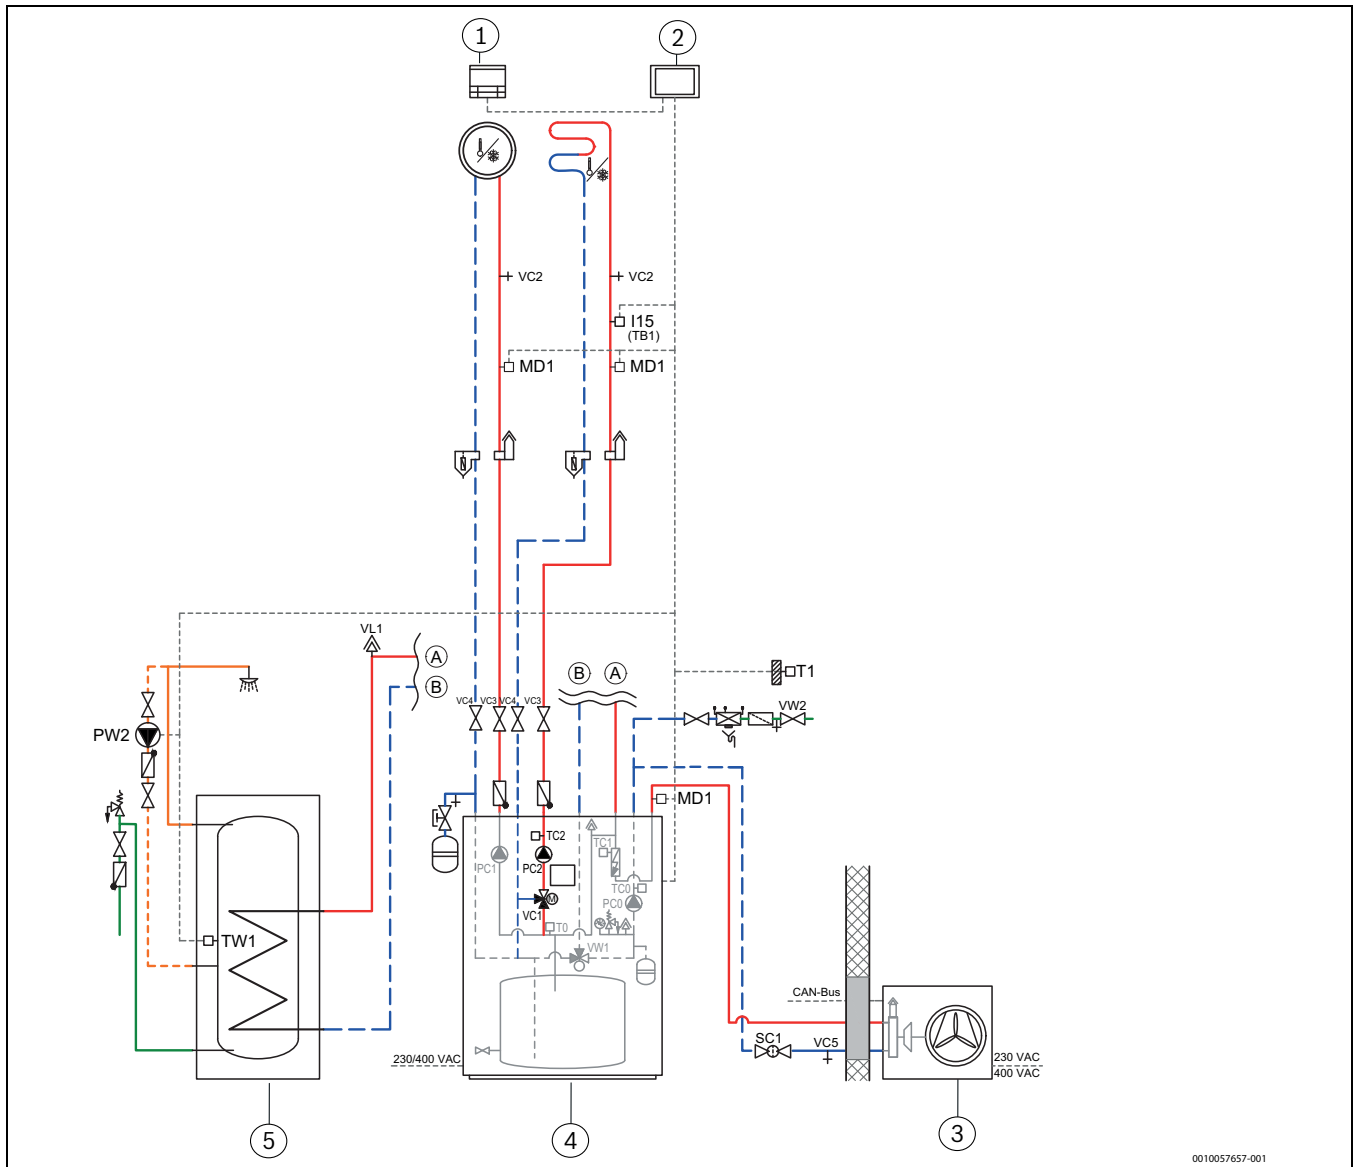 1
2
VC2
VC2
I15
(TB1)
MD1
MD1
VL1
A
B
B
A
T1
VC4
VC3
VC4
VC3
VW2
PW2
MD1
TC2
PC1
PC2
TC1
TC0
PC0
M
VC1
T0
VW1
TW1
CAN-Bus
SC1
VC5
230/400 VAC
230 VAC
400 VAC
5
4
3
0010057657-001